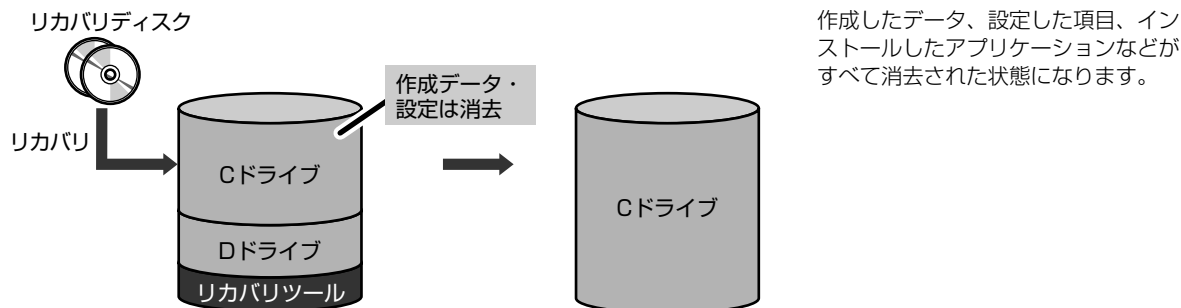 リカバリディスク
リカバリ
作成データ・
設定は消去
Cドライブ
Dドライブ
リカバリツール
Cドライブ
作成したデータ、設定した項目、イン
ストールしたアプリケーションなどが
すべて消去された状態になります。